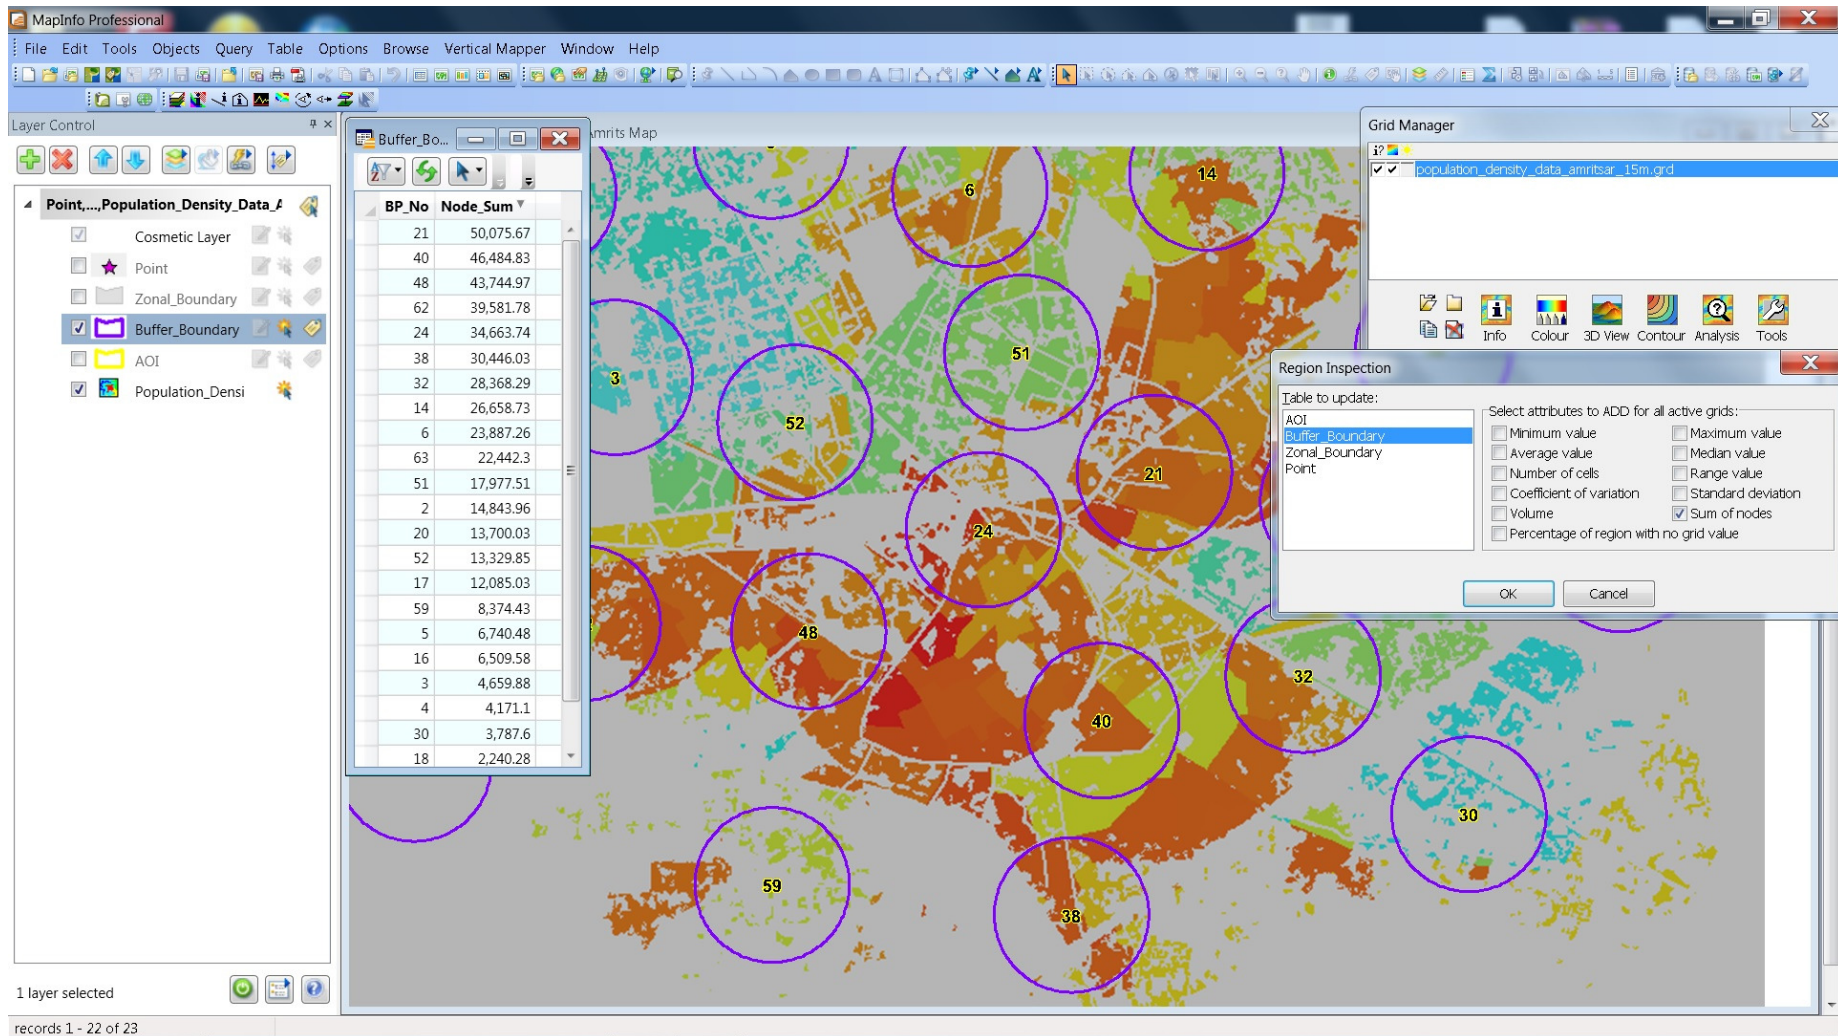 MapInfo Professional
File Edit Tools Objects Query Table Options Browse Vertical Mapper Window Help
Layer Control
Point,...,Population_Density_Data_A
Cosmetic Layer
Point
Zonal_Boundary
Buffer_Boundary
AOI
Population_Densi
1 layer selected
records 1 - 22 of 23
Buffer_Bo...
BP_No Node_Sum
21 50,075.67
40 46,484.83
48 43,744.97
62 39,581.78
24 34,663.74
38 30,446.03
32 28,368.29
14 26,658.73
6 23,887.26
63 22,442.3
51 17,977.51
2 14,843.96
20 13,700.03
52 13,329.85
17 12,085.03
59 8,374.43
5 6,740.48
16 6,509.58
3 4,659.88
4 4,171.1
30 3,787.6
18 2,240.28
Amrits Map
6
14
51
3
52
21
24
48
32
40
30
59
38
Grid Manager
population_density_data_amritsar_15m.grd
Info Colour 3D View Contour Analysis Tools
Region Inspection
Table to update:
AOI
Buffer_Boundary
Zonal_Boundary
Point
Select attributes to ADD for all active grids:
Minimum value Maximum value
Average value Median value
Number of cells Range value
Coefficient of variation Standard deviation
Volume Sum of nodes
Percentage of region with no grid value
OK Cancel